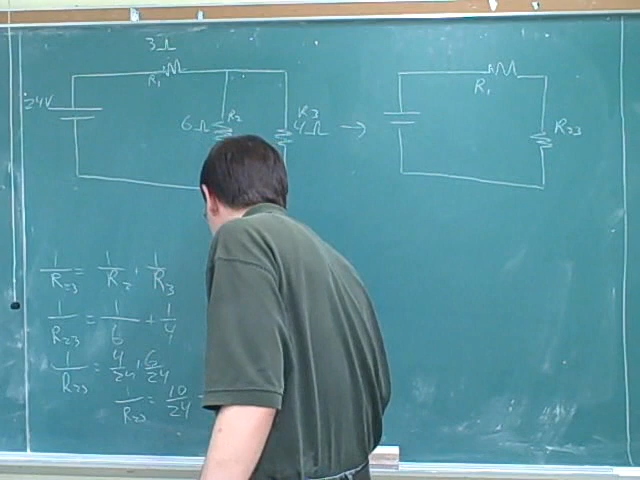 3Ω
R1
24V
6Ω R2
R3
4Ω
→
R1
R23
1/R23 = 1/R2 + 1/R3
1/R23 = 1/6 + 1/4
1/R23 = 4/24 + 6/24
1/R23 = 10/24